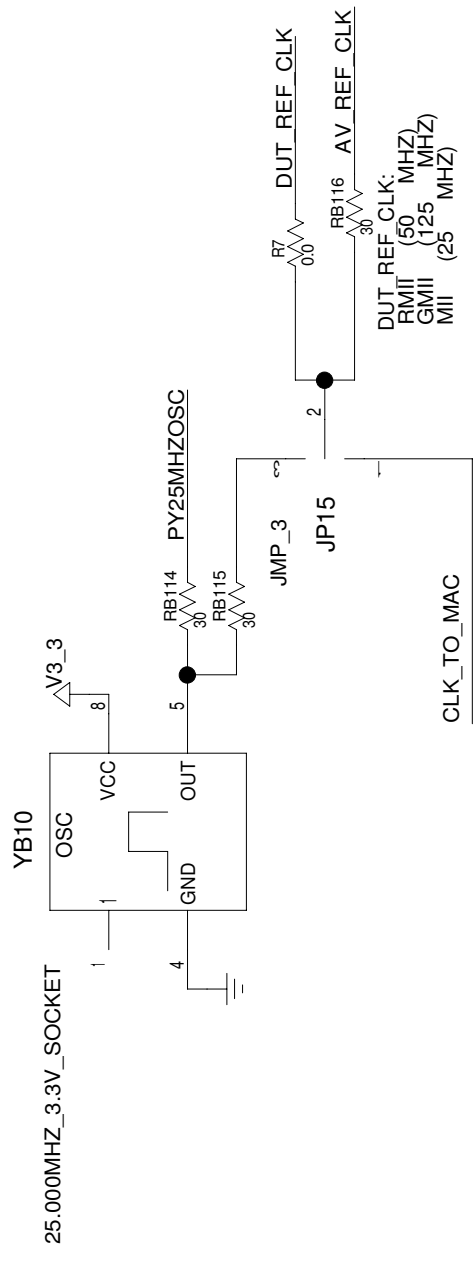 25.000MHZ_3.3V_SOCKET
YB10
OSC
1
1
VCC
8
V3_3
GND
4
OUT
5
RB114
30
PY25MHZOSC
RB115
30
JMP_3
3
JP15
2
1
CLK_TO_MAC
R7
0.0
DUT_REF_CLK
RB116
30
AV_REF_CLK
DUT_REF_CLK:
RMII (50 MHZ)
GMII (125 MHZ)
MII (25 MHZ)